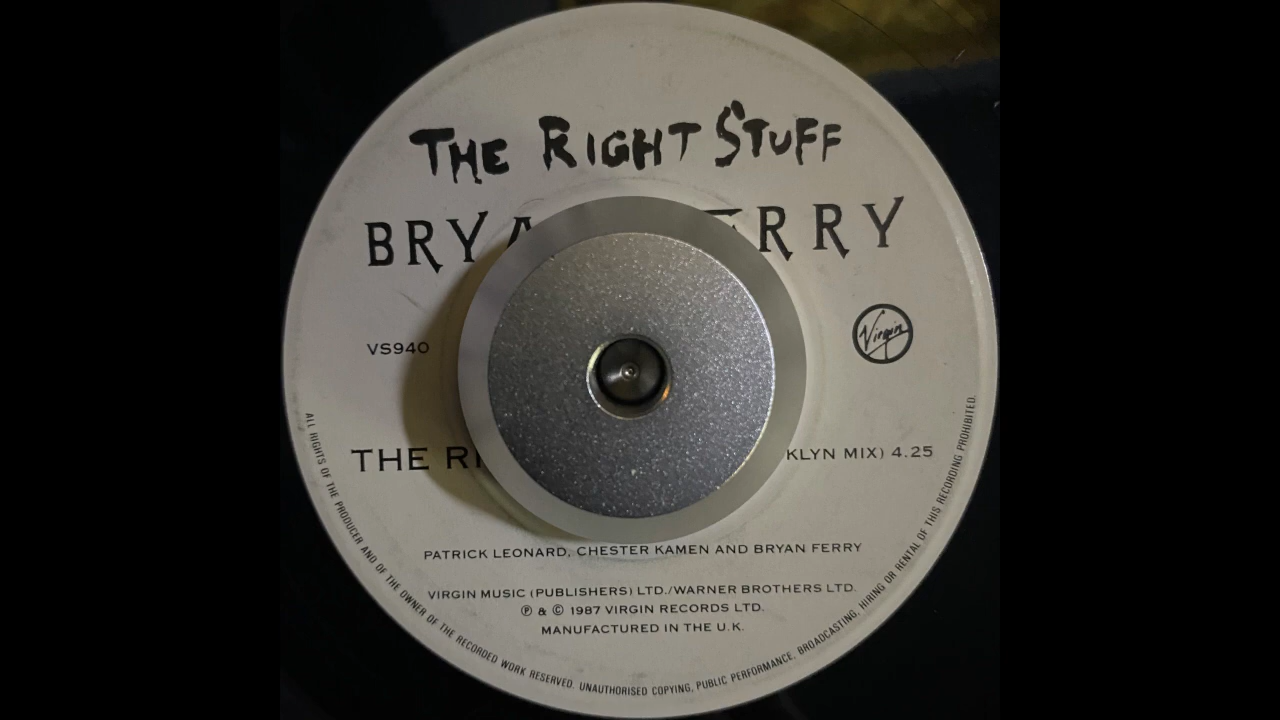 THE RIGHT STUFF
BRYA ERRY
Virgin
VS940
THE RI KLYN MIX) 4.25
PATRICK LEONARD, CHESTER KAMEN AND BRYAN FERRY
VIRGIN MUSIC (PUBLISHERS) LTD./WARNER BROTHERS LTD.
℗ & © 1987 VIRGIN RECORDS LTD.
MANUFACTURED IN THE U.K.
ALL RIGHTS OF THE PRODUCER AND OF THE OWNER OF THE RECORDED WORK RESERVED. UNAUTHORISED COPYING, PUBLIC PERFORMANCE, BROADCASTING, HIRING OR RENTAL OF THIS RECORDING PROHIBITED.